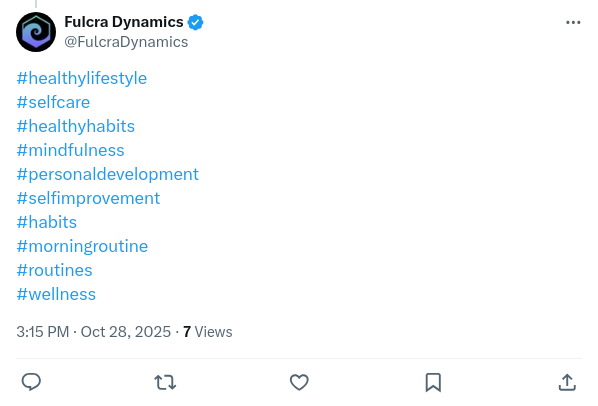 Fulcra Dynamics
@FulcraDynamics
#healthylifestyle
#selfcare
#healthyhabits
#mindfulness
#personaldevelopment
#selfimprovement
#habits
#morningroutine
#routines
#wellness
3:15 PM · Oct 28, 2025 · 7 Views